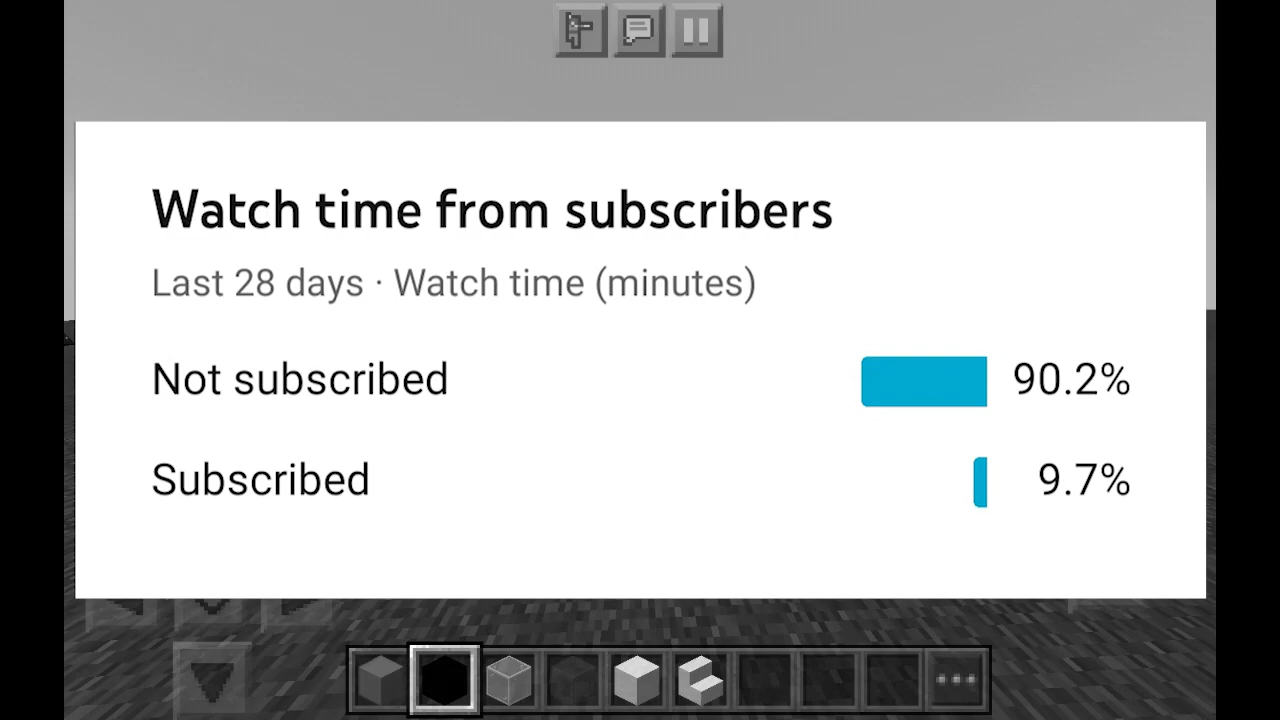 Watch time from subscribers
Last 28 days · Watch time (minutes)
Not subscribed 90.2%
Subscribed 9.7%